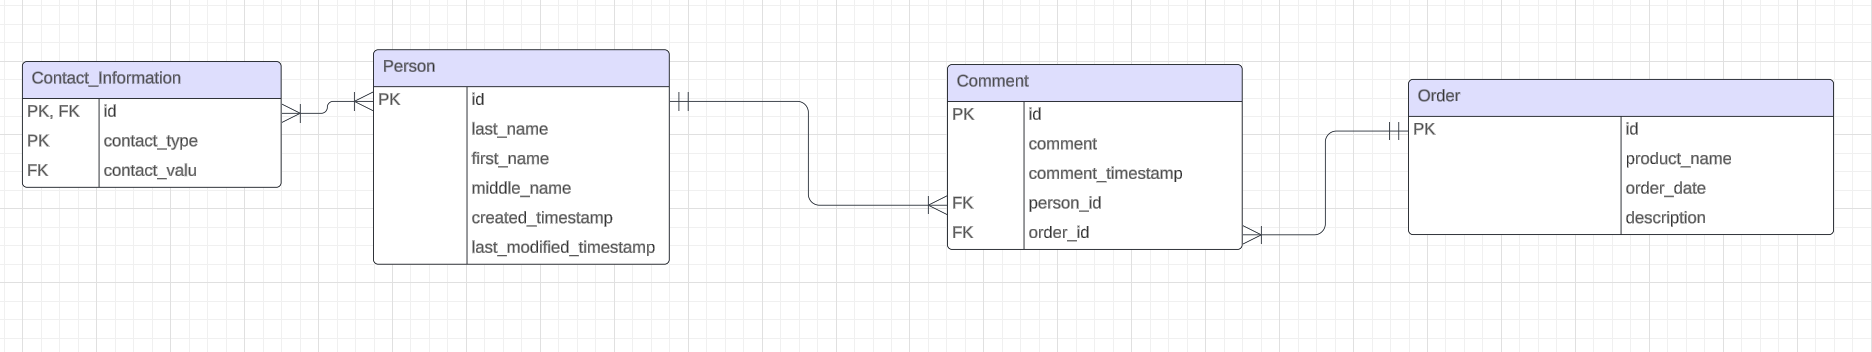 Contact_Information
PK, FK id
PK contact_type
FK contact_valu
Person
PK id
last_name
first_name
middle_name
created_timestamp
last_modified_timestamp
Comment
PK id
comment
comment_timestamp
FK person_id
FK order_id
Order
PK id
product_name
order_date
description